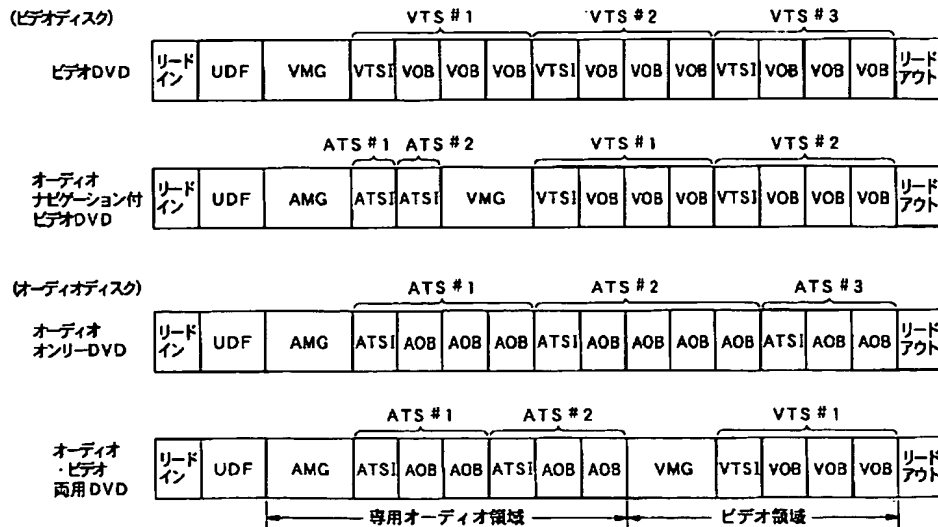 (ビデオディスク)
VTS #1 VTS #2 VTS #3
ビデオDVD
リードイン UDF VMG VTSI VOB VOB VOB VTSI VOB VOB VOB VTSI VOB VOB VOB リードアウト
ATS #1 ATS #2 VTS #1 VTS #2
オーディオ
ナビゲーション付
ビデオDVD
リードイン UDF AMG ATSI ATSI VMG VTSI VOB VOB VOB VTSI VOB VOB VOB リードアウト
(オーディオディスク)
ATS #1 ATS #2 ATS #3
オーディオ
オンリーDVD
リードイン UDF AMG ATSI AOB AOB AOB ATSI AOB AOB AOB AOB ATSI AOB AOB リードアウト
ATS #1 ATS #2 VTS #1
オーディオ
・ビデオ
両用DVD
リードイン UDF AMG ATSI AOB AOB ATSI AOB AOB VMG VTSI VOB VOB VOB リードアウト
専用オーディオ領域 ビデオ領域